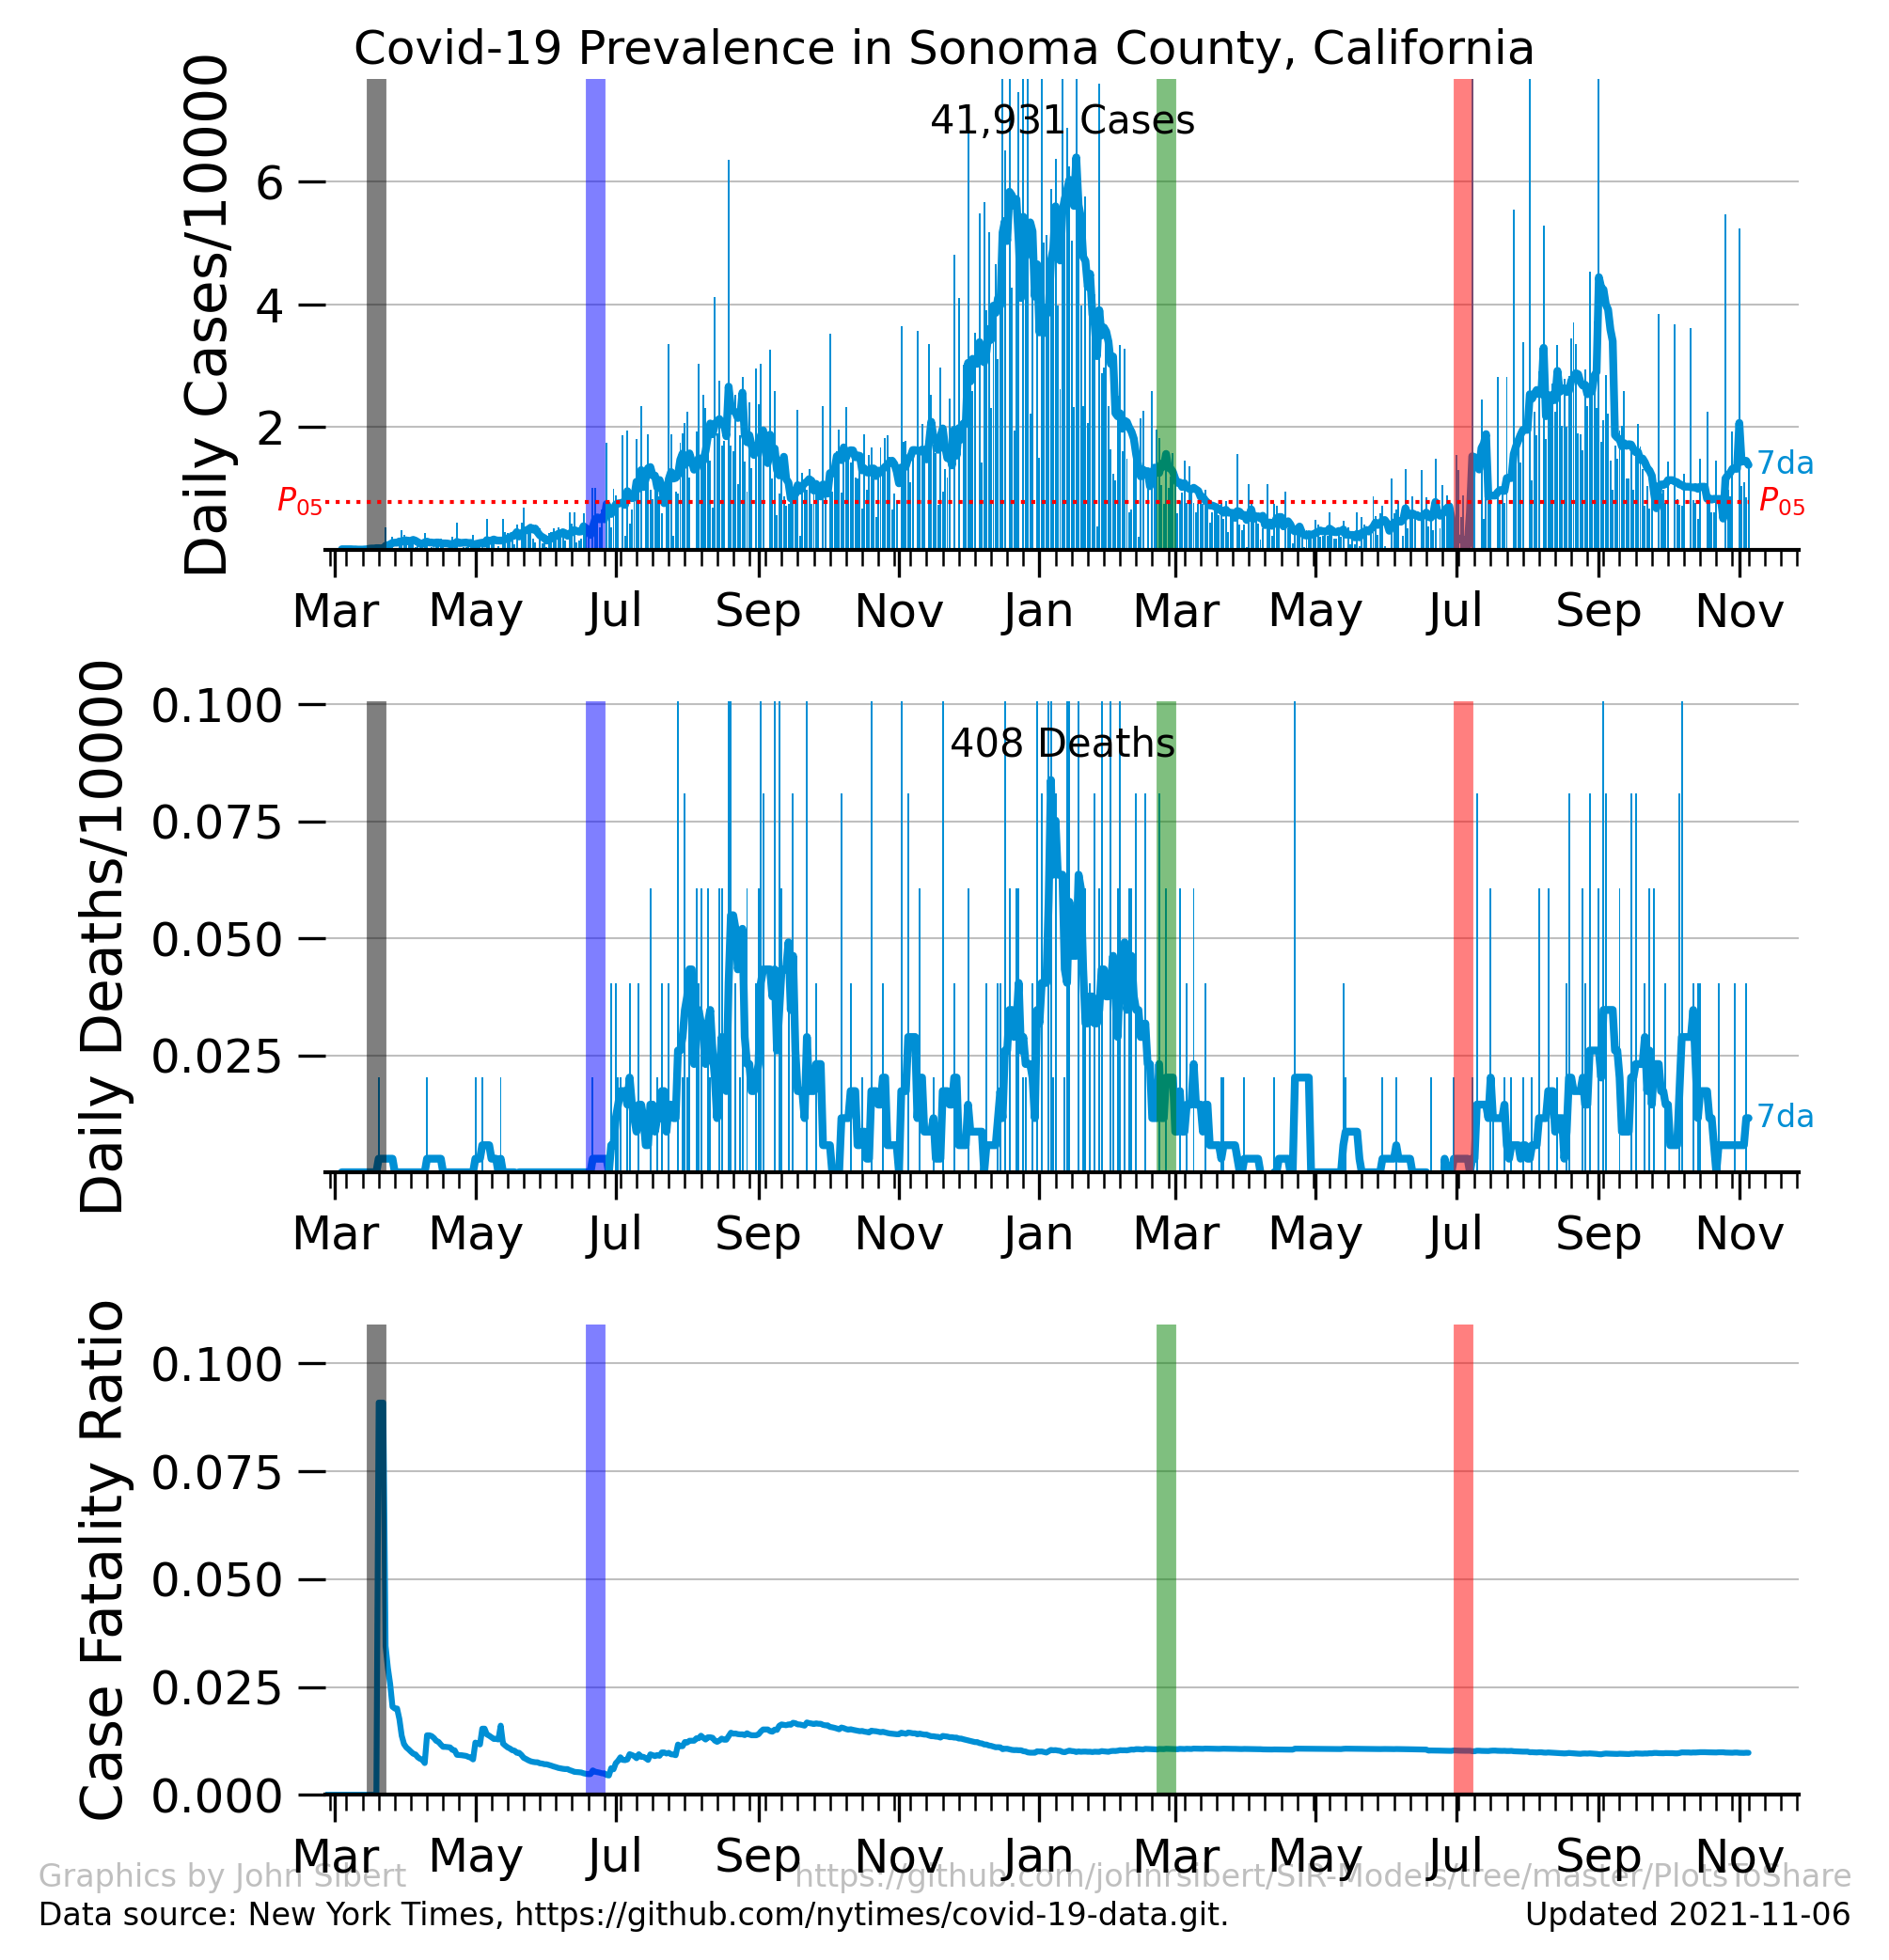 Covid-19 Prevalence in Sonoma County, California
Daily Cases/10000
41,931 Cases
6
4
2
7da
P05
P05
Mar May Jul Sep Nov Jan Mar May Jul Sep Nov
Daily Deaths/10000
408 Deaths
0.100
0.075
0.050
0.025
7da
Mar May Jul Sep Nov Jan Mar May Jul Sep Nov
Case Fatality Ratio
0.100
0.075
0.050
0.025
0.000
Mar May Jul Sep Nov Jan Mar May Jul Sep Nov
Graphics by John Sibert https://github.com/johnrsibert/SIR-Models/tree/master/PlotsToShare
Data source: New York Times, https://github.com/nytimes/covid-19-data.git. Updated 2021-11-06